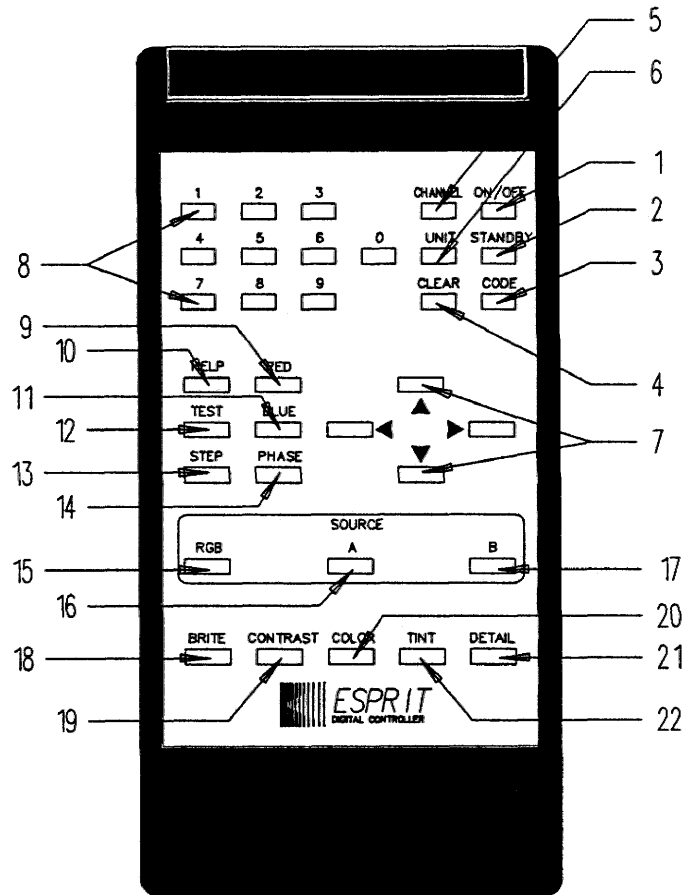 5
6
1 2 3 CHANNEL ON/OFF 1
4 5 6 0 UNIT STANDBY 2
8 7 8 9 CLEAR CODE 3
9
10 HELP RED 4
11
12 TEST BLUE 7
13 STEP PHASE
14
SOURCE
RGB A B
15 17
16
20
BRITE CONTRAST COLOR TINT DETAIL
18 21
19 ESPRIT 22
DIGITAL CONTROLLER